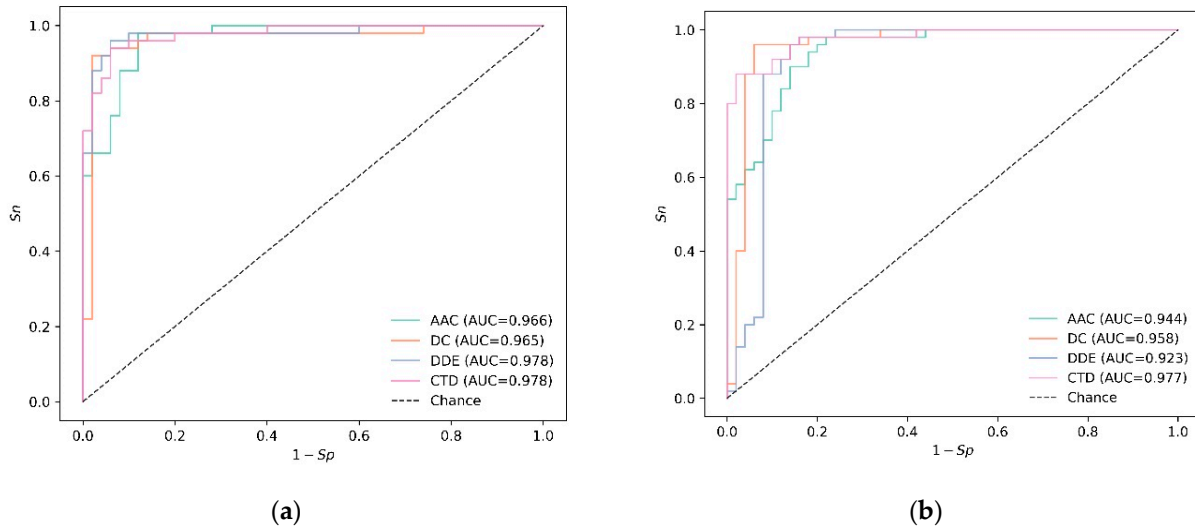 1.0
0.8
0.6
0.4
0.2
0.0
Sn
0.0 0.2 0.4 0.6 0.8 1.0
1 − Sp
AAC (AUC=0.966)
DC (AUC=0.965)
DDE (AUC=0.978)
CTD (AUC=0.978)
Chance
(a)
1.0
0.8
0.6
0.4
0.2
0.0
Sn
0.0 0.2 0.4 0.6 0.8 1.0
1 − Sp
AAC (AUC=0.944)
DC (AUC=0.958)
DDE (AUC=0.923)
CTD (AUC=0.977)
Chance
(b)